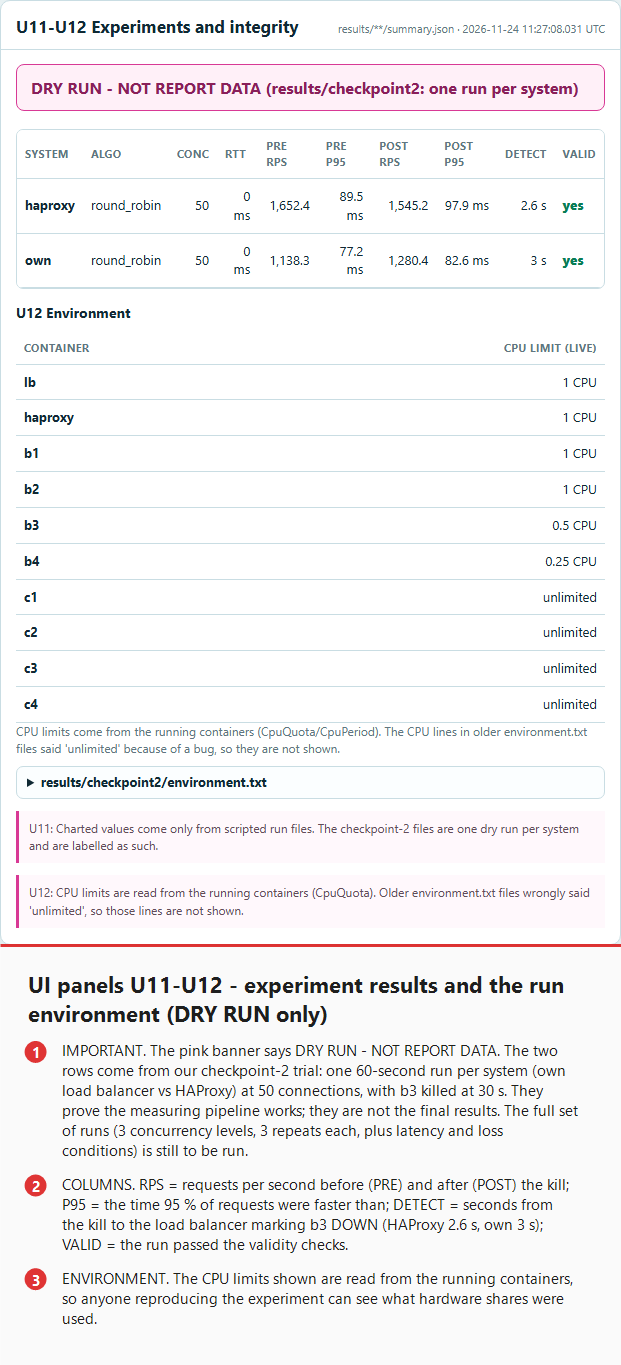 U11-U12 Experiments and integrity
results/**/summary.json · 2026-11-24 11:27:08.031 UTC
DRY RUN - NOT REPORT DATA (results/checkpoint2: one run per system)
SYSTEM ALGO CONC RTT PRE RPS PRE P95 POST RPS POST P95 DETECT VALID
haproxy round_robin 50 0 ms 1,652.4 89.5 ms 1,545.2 97.9 ms 2.6 s yes
own round_robin 50 0 ms 1,138.3 77.2 ms 1,280.4 82.6 ms 3 s yes
U12 Environment
CONTAINER CPU LIMIT (LIVE)
lb 1 CPU
haproxy 1 CPU
b1 1 CPU
b2 1 CPU
b3 0.5 CPU
b4 0.25 CPU
c1 unlimited
c2 unlimited
c3 unlimited
c4 unlimited
CPU limits come from the running containers (CpuQuota/CpuPeriod). The CPU lines in older environment.txt
files said 'unlimited' because of a bug, so they are not shown.
▶ results/checkpoint2/environment.txt
U11: Charted values come only from scripted run files. The checkpoint-2 files are one dry run per system
and are labelled as such.
U12: CPU limits are read from the running containers (CpuQuota). Older environment.txt files wrongly said
'unlimited', so those lines are not shown.
UI panels U11-U12 - experiment results and the run
environment (DRY RUN only)
1 IMPORTANT. The pink banner says DRY RUN - NOT REPORT DATA. The two
rows come from our checkpoint-2 trial: one 60-second run per system (own
load balancer vs HAProxy) at 50 connections, with b3 killed at 30 s. They
prove the measuring pipeline works; they are not the final results. The full set
of runs (3 concurrency levels, 3 repeats each, plus latency and loss
conditions) is still to be run.
2 COLUMNS. RPS = requests per second before (PRE) and after (POST) the kill;
P95 = the time 95 % of requests were faster than; DETECT = seconds from
the kill to the load balancer marking b3 DOWN (HAProxy 2.6 s, own 3 s);
VALID = the run passed the validity checks.
3 ENVIRONMENT. The CPU limits shown are read from the running containers,
so anyone reproducing the experiment can see what hardware shares were
used.